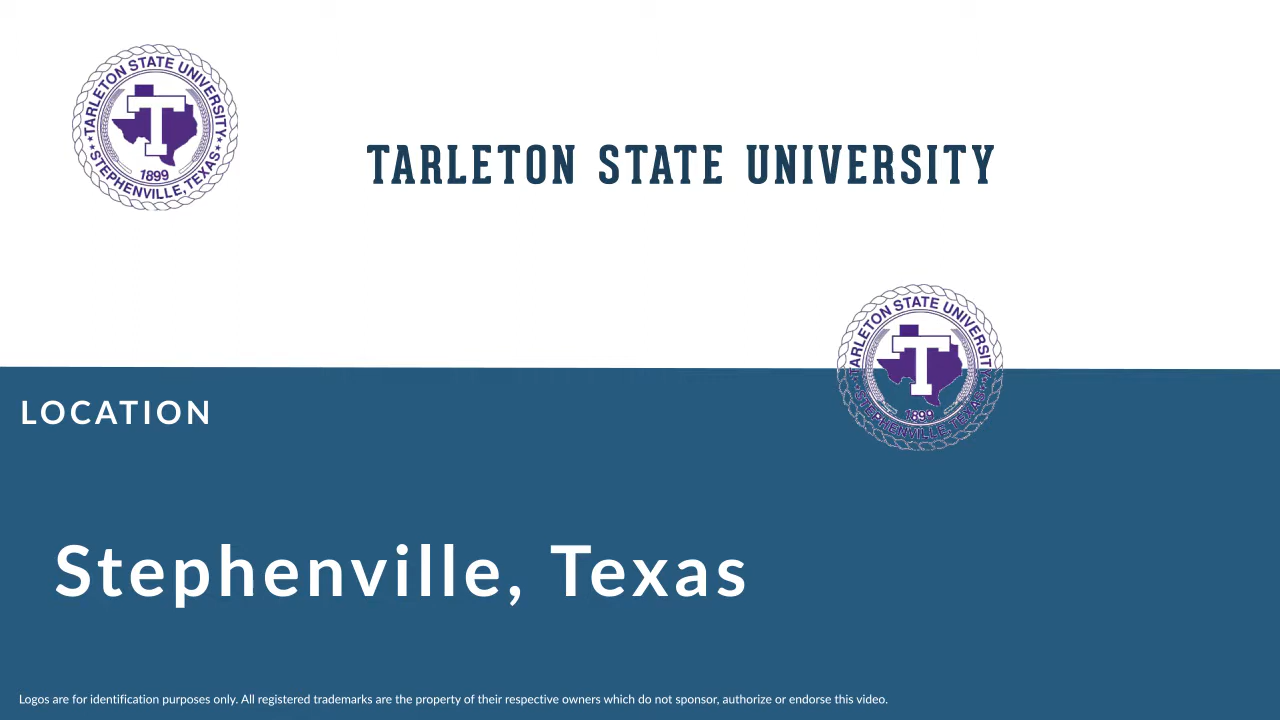 TARLETON STATE UNIVERSITY
T
1899
STEPHENVILLE, TEXAS
TARLETON STATE UNIVERSITY
TARLETON STATE UNIVERSITY
T
1899
STEPHENVILLE, TEXAS
LOCATION
Stephenville, Texas
Logos are for identification purposes only. All registered trademarks are the property of their respective owners which do not sponsor, authorize or endorse this video.